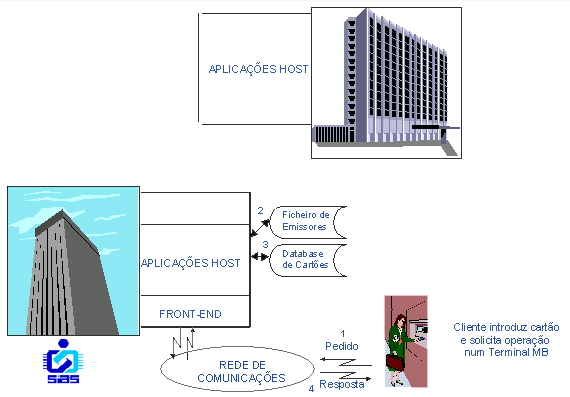 APLICAÇÕES HOST
2
Ficheiro de
Emissores
APLICAÇÕES HOST
3
Database
de Cartões
FRONT-END
1
Pedido
Cliente introduz cartão
e solicita operação
num Terminal MB
REDE DE
COMUNICAÇÕES
4
Resposta
sibs